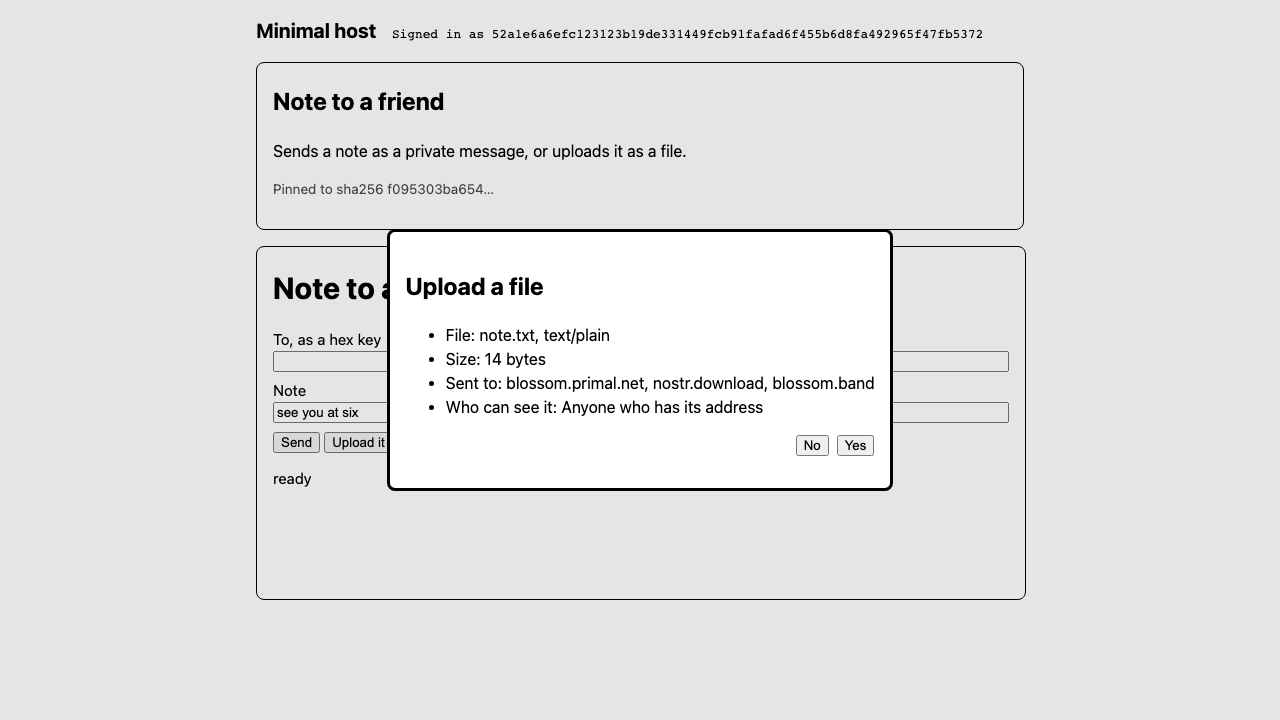 Minimal host Signed in as 52a1e6a6efc123123b19de331449fcb91fafad6f455b6d8fa492965f47fb5372
Note to a friend
Sends a note as a private message, or uploads it as a file.
Pinned to sha256 f095303ba654…
Note to a
To, as a hex key
Note
see you at six
Send Upload it
ready
Upload a file
• File: note.txt, text/plain
• Size: 14 bytes
• Sent to: blossom.primal.net, nostr.download, blossom.band
• Who can see it: Anyone who has its address
No Yes